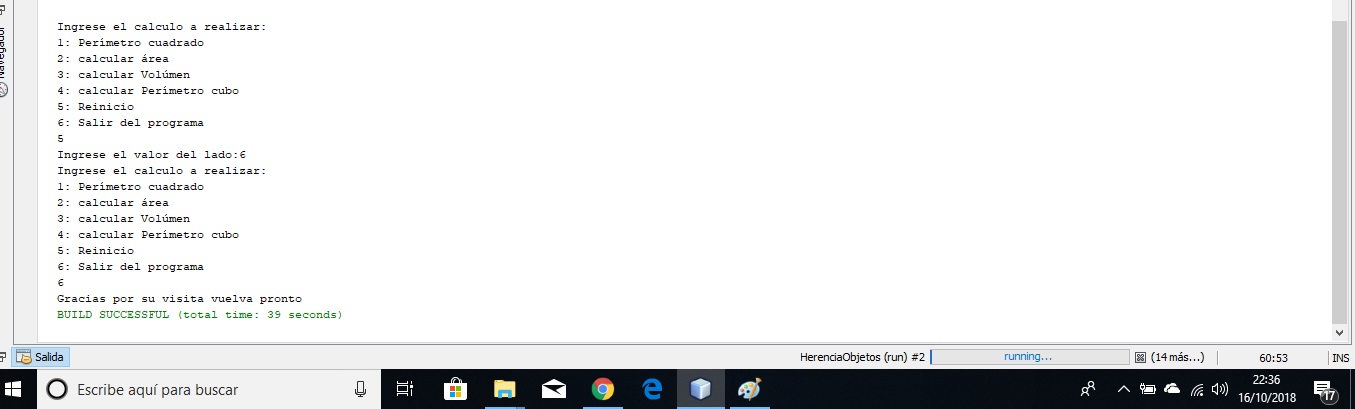 Ingrese el calculo a realizar:
1: Perímetro cuadrado
2: calcular área
3: calcular Volúmen
4: calcular Perímetro cubo
5: Reinicio
6: Salir del programa
5
Ingrese el valor del lado:6
Ingrese el calculo a realizar:
1: Perímetro cuadrado
2: calcular área
3: calcular Volúmen
4: calcular Perímetro cubo
5: Reinicio
6: Salir del programa
6
Gracias por su visita vuelva pronto
BUILD SUCCESSFUL (total time: 39 seconds)
Navegador
Salida
HerenciaObjetos (run) #2 running... (14 más...) 60:53 INS
Escribe aquí para buscar
22:36
16/10/2018
17